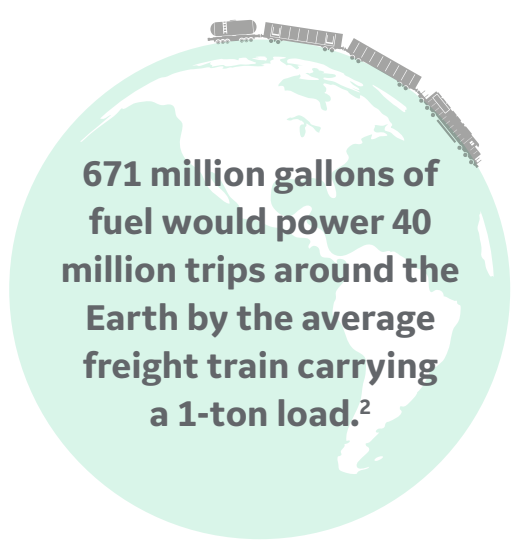 671 million gallons of
fuel would power 40
million trips around the
Earth by the average
freight train carrying
a 1-ton load.²